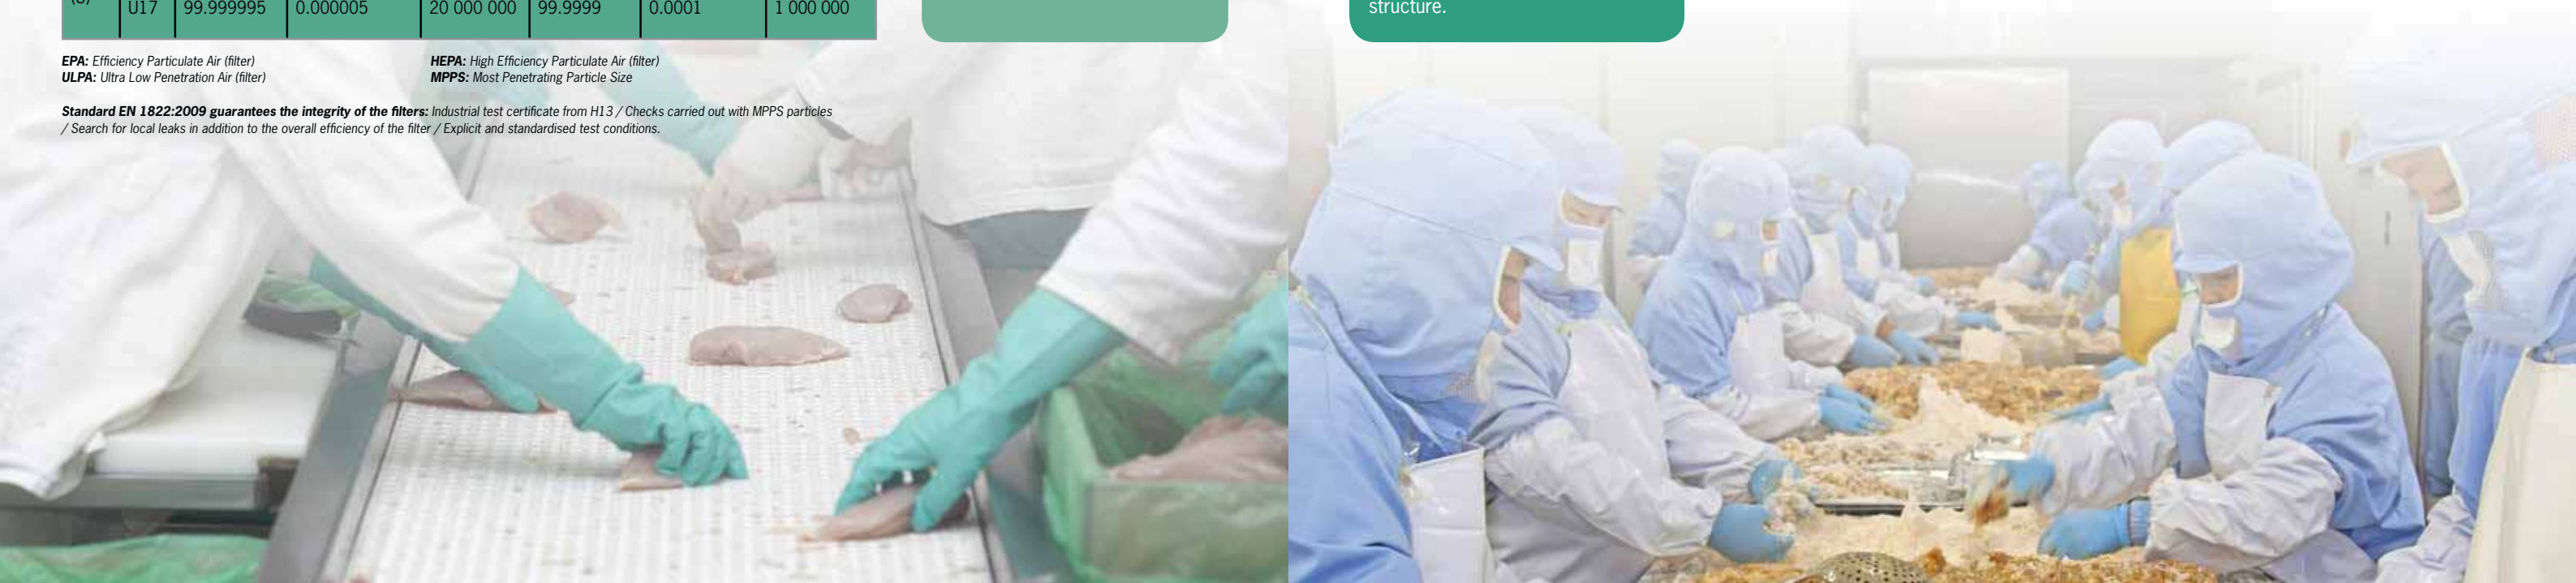 U17 99.999995 0.000005 20 000 000 99.9999 0.0001 1 000 000
structure.
EPA: Efficiency Particulate Air (filter)
HEPA: High Efficiency Particulate Air (filter)
ULPA: Ultra Low Penetration Air (filter)
MPPS: Most Penetrating Particle Size
Standard EN 1822:2009 guarantees the integrity of the filters: Industrial test certificate from H13 / Checks carried out with MPPS particles
/ Search for local leaks in addition to the overall efficiency of the filter / Explicit and standardised test conditions.